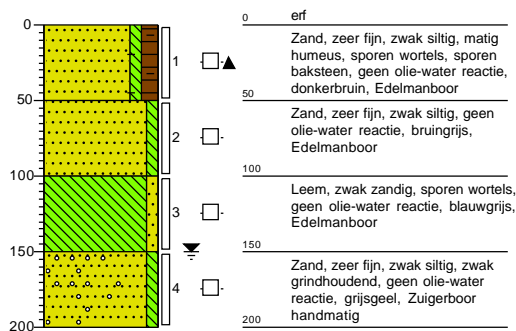 0
50
100
150
200
1
2
3
4
0 erf
Zand, zeer fijn, zwak siltig, matig
humeus, sporen wortels, sporen
baksteen, geen olie-water reactie,
donkerbruin, Edelmanboor
50
Zand, zeer fijn, zwak siltig, geen
olie-water reactie, bruingrijs,
Edelmanboor
100
Leem, zwak zandig, sporen wortels,
geen olie-water reactie, blauwgrijs,
Edelmanboor
150
Zand, zeer fijn, zwak siltig, zwak
grindhoudend, geen olie-water
reactie, grijsgeel, Zuigerboor
handmatig
200